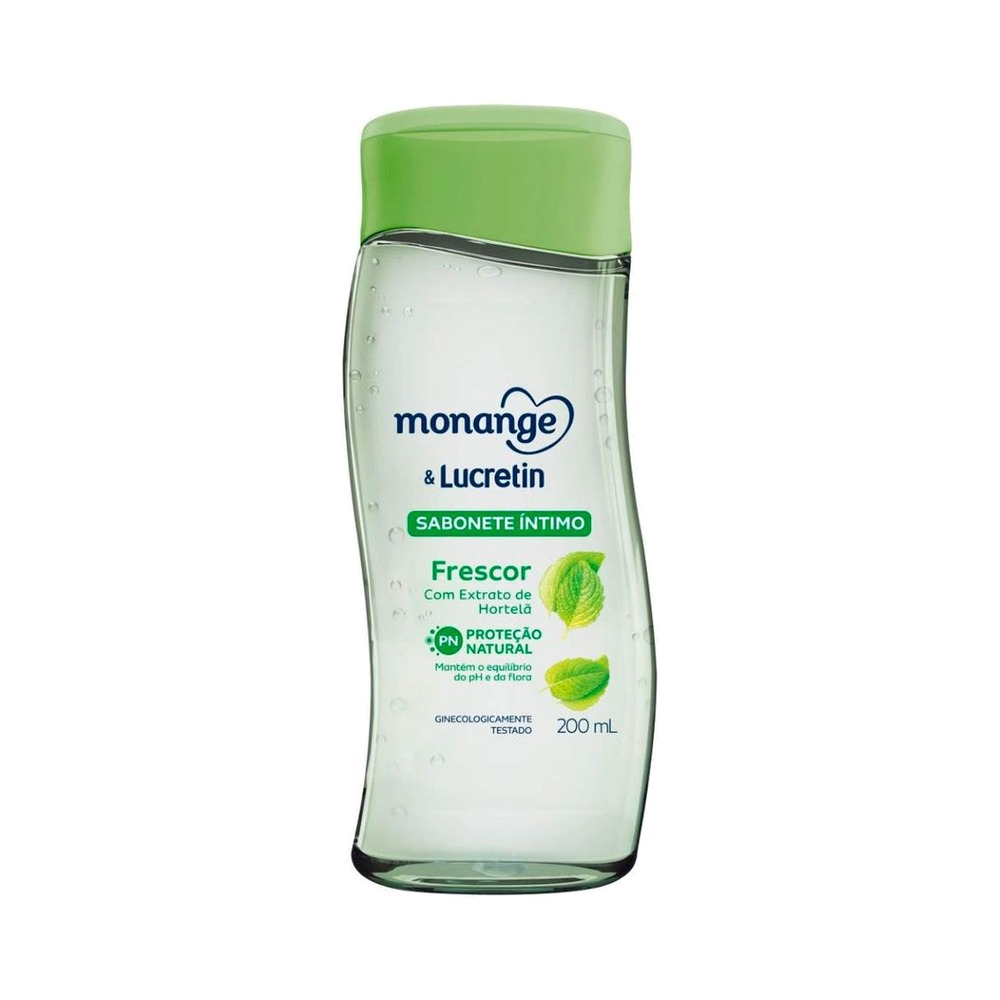 monange
& Lucretin
SABONETE ÍNTIMO
Frescor
Com Extrato de
Hortelã
PN PROTEÇÃO
NATURAL
Mantém o equilíbrio
do pH e da flora
GINECOLOGICAMENTE
TESTADO
200 mL